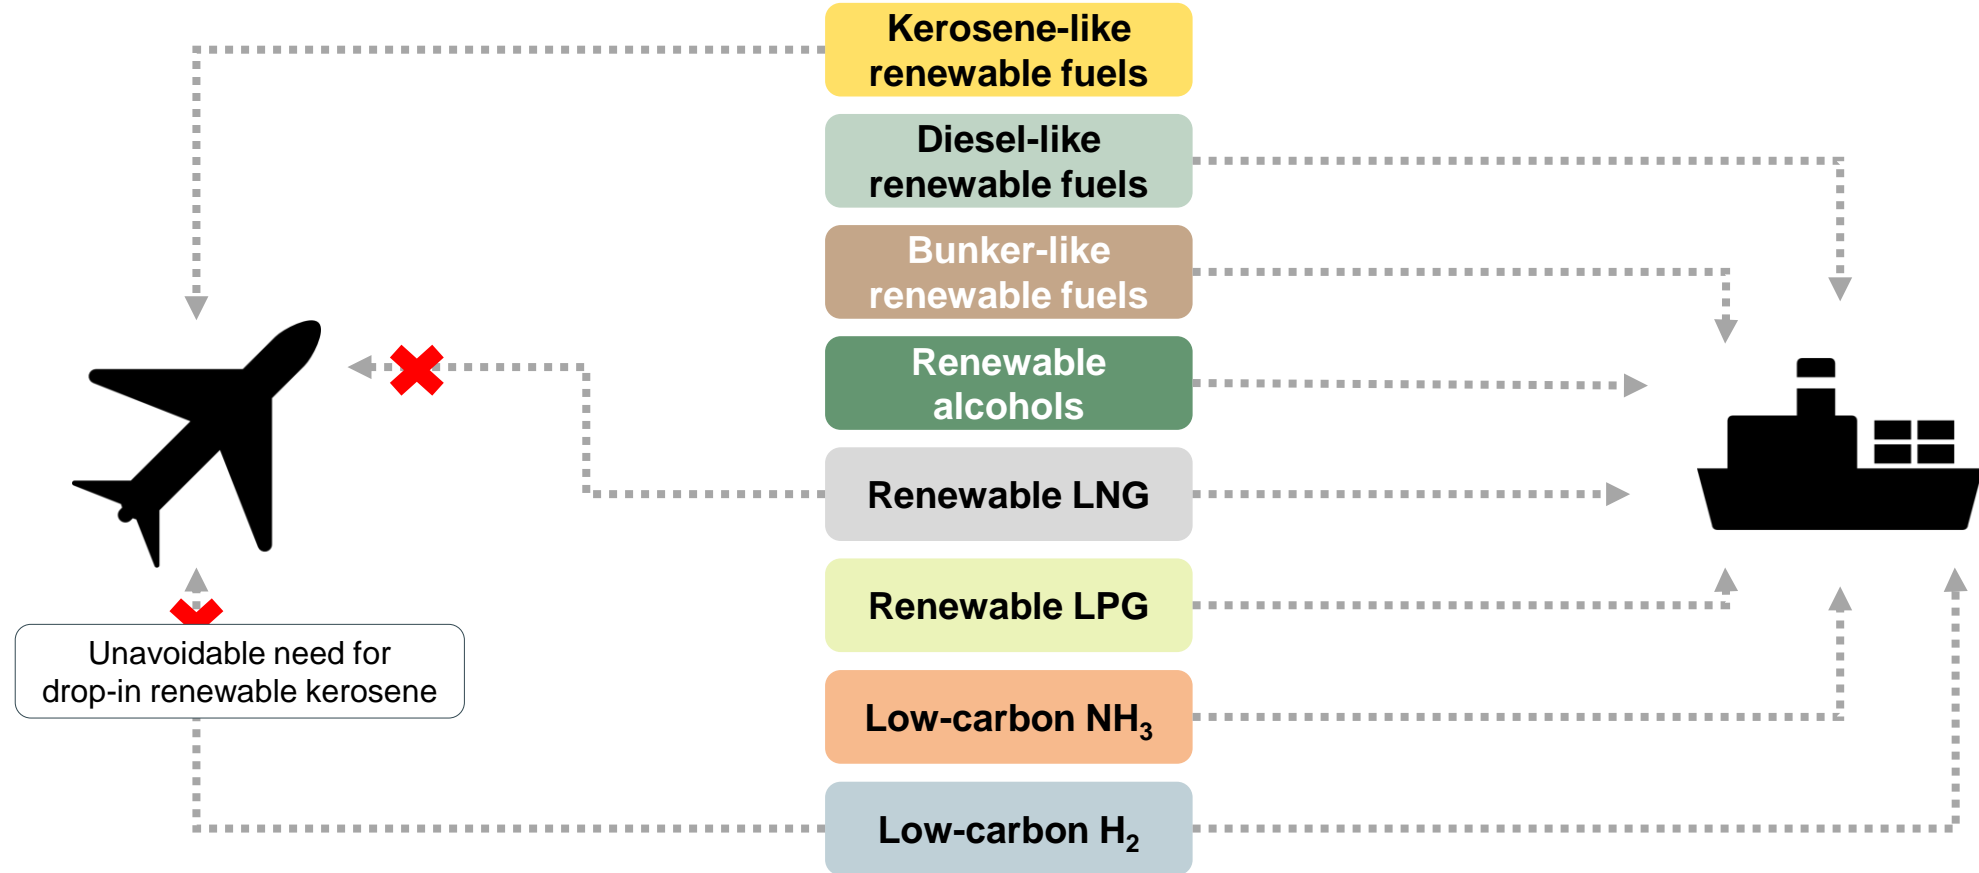 Kerosene-like
renewable fuels
Diesel-like
renewable fuels
Bunker-like
renewable fuels
Renewable
alcohols
Renewable LNG
Renewable LPG
Unavoidable need for
drop-in renewable kerosene
Low-carbon NH₃
Low-carbon H₂